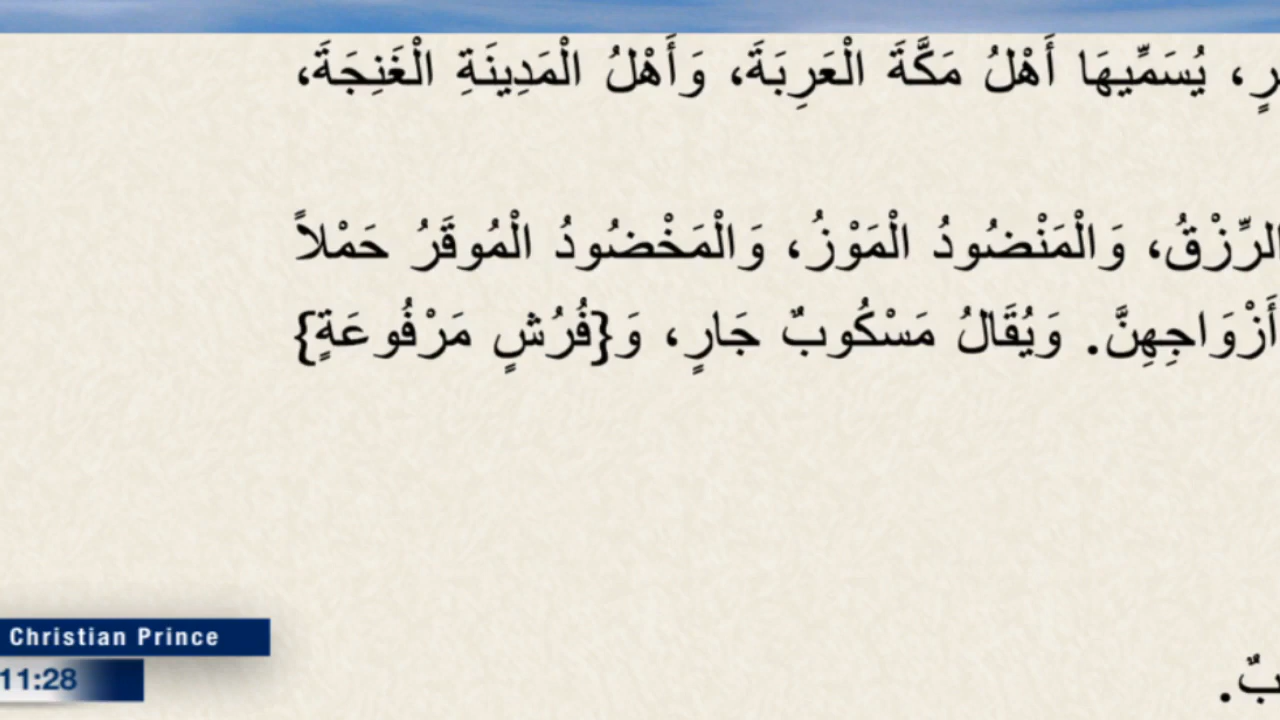 يُسَمِّيهَا أَهْلُ مَكَّةَ الْعَرِبَةَ، وَأَهْلُ الْمَدِينَةِ الْغَنِجَةَ،
الرِّزْقُ، وَالْمَنْضُودُ الْمَوْزُ، وَالْمَخْضُودُ الْمُوقَرُ حَمْلاً
أَزْوَاجِهِنَّ. وَيُقَالُ مَسْكُوبٌ جَارٍ، وَ{فُرُشٍ مَرْفُوعَةٍ}
Christian Prince
11:28